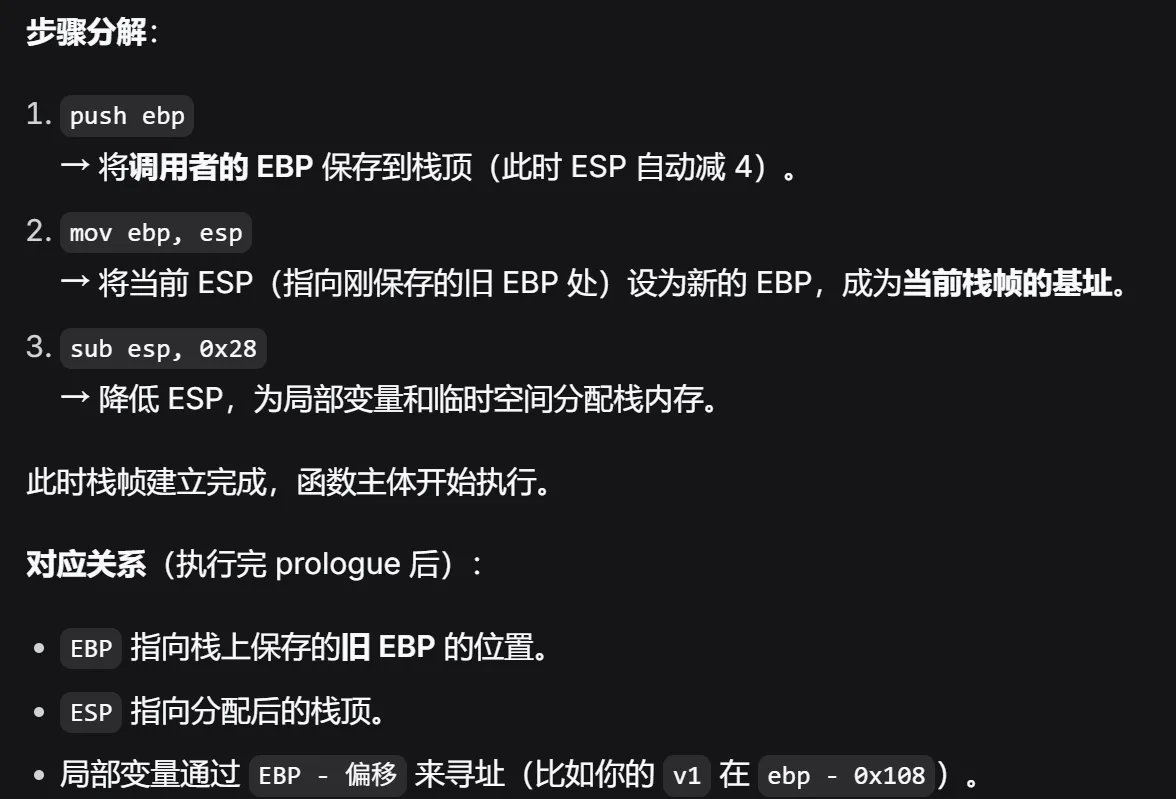 步骤分解：
1. push ebp
→ 将调用者的 EBP 保存到栈顶（此时 ESP 自动减 4）。
2. mov ebp, esp
→ 将当前 ESP（指向刚保存的旧 EBP 处）设为新的 EBP，成为当前栈帧的基址。
3. sub esp, 0x28
→ 降低 ESP，为局部变量和临时空间分配栈内存。
此时栈帧建立完成，函数主体开始执行。
对应关系（执行完 prologue 后）：
• EBP 指向栈上保存的旧 EBP 的位置。
• ESP 指向分配后的栈顶。
• 局部变量通过 EBP - 偏移 来寻址（比如你的 v1 在 ebp - 0x108）。